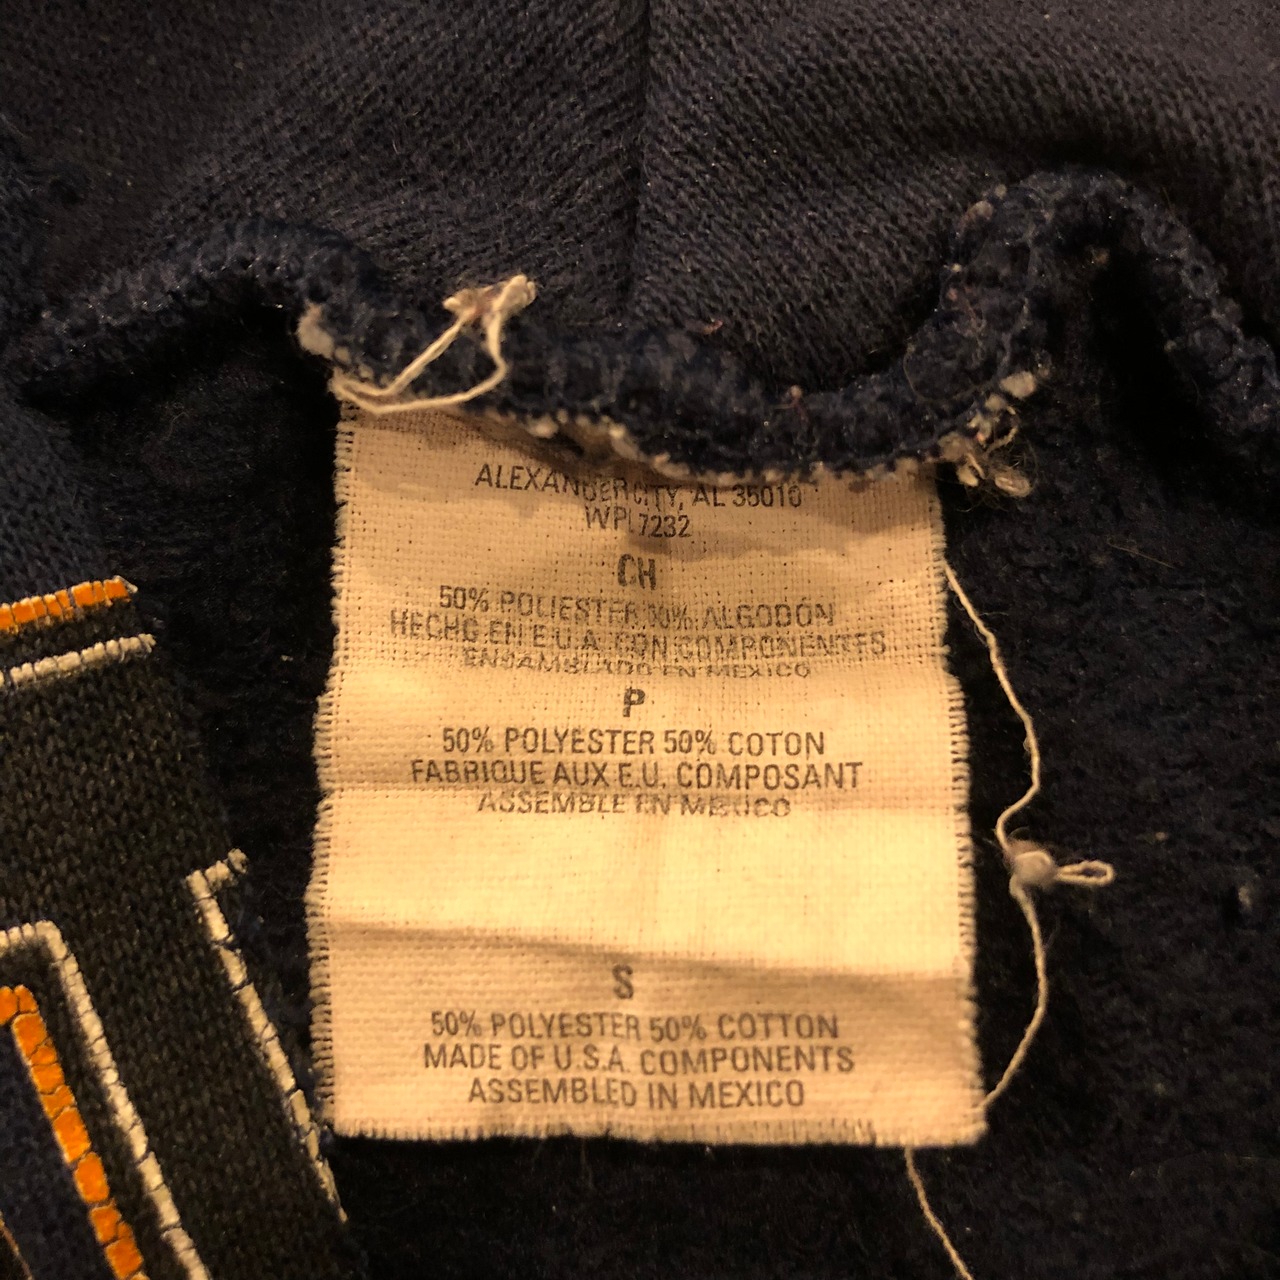 ALEXANDER CITY, AL 35010
WPL 7232
CH
50% POLIESTER 50% ALGODÓN
HECHO EN E.U.A. CON COMPONENTES
ENSAMBLADO EN MEXICO
P
50% POLYESTER 50% COTON
FABRIQUE AUX E.U. COMPOSANT
ASSEMBLE EN MEXICO
S
50% POLYESTER 50% COTTON
MADE OF U.S.A. COMPONENTS
ASSEMBLED IN MEXICO